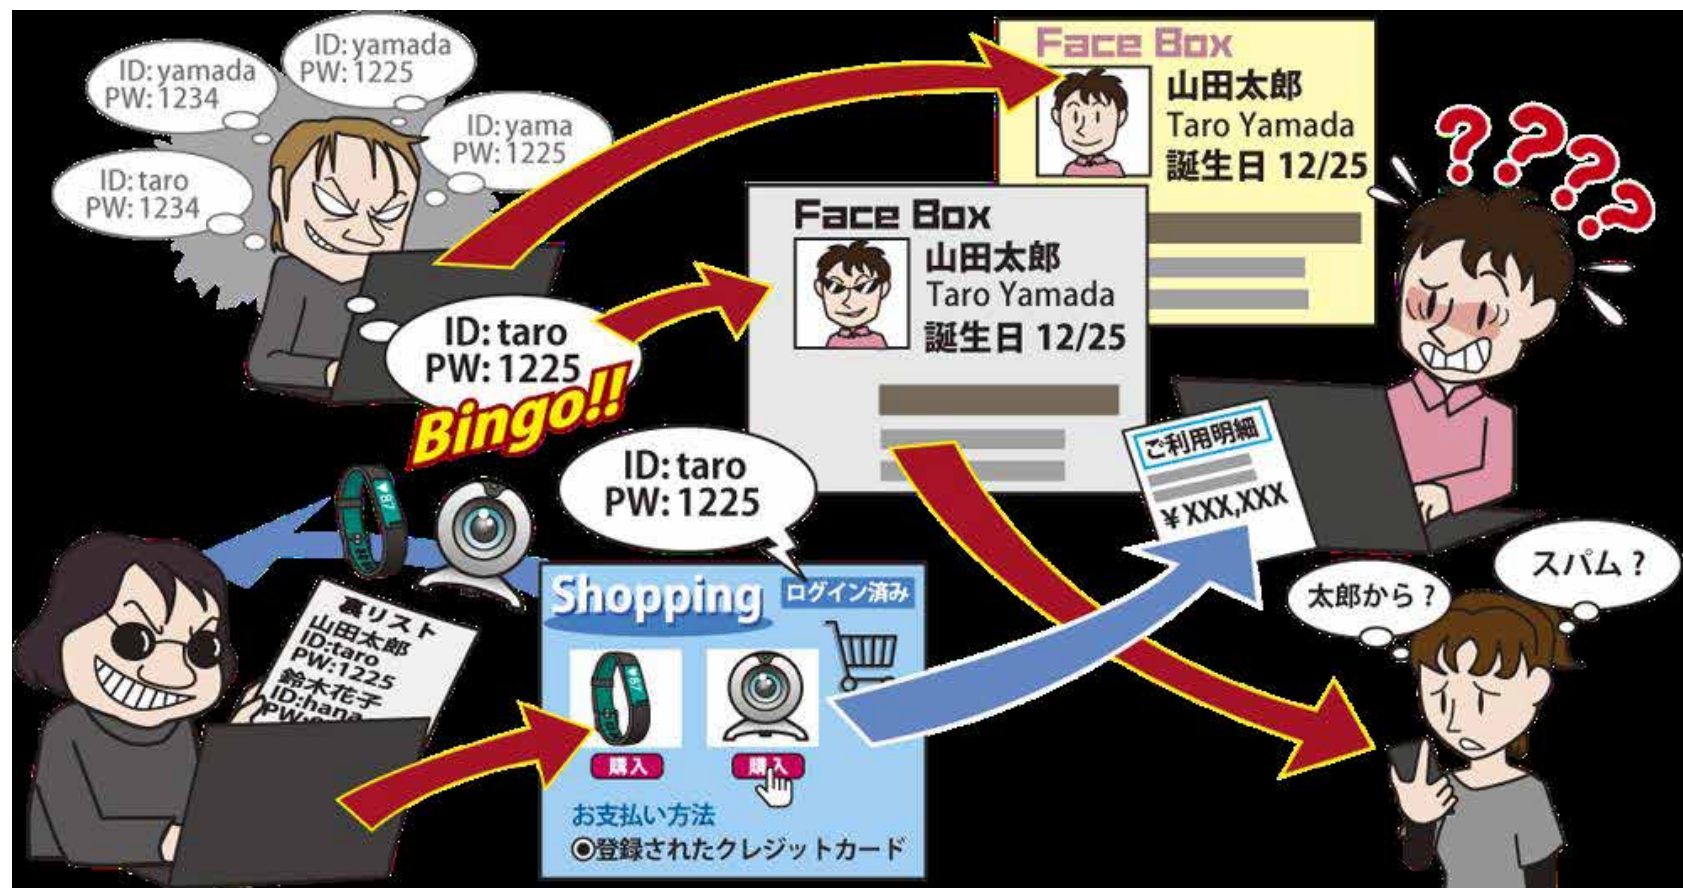 ID: yamada
PW: 1234
ID: yamada
PW: 1225
ID: yama
PW: 1225
ID: taro
PW: 1234
ID: taro
PW: 1225
Bingo!!
Face Box
山田太郎
Taro Yamada
誕生日 12/25
Face Box
山田太郎
Taro Yamada
誕生日 12/25
????
ご利用明細
¥XXX,XXX
ID: taro
PW: 1225
87
裏リスト
山田太郎
ID:taro
PW:1225
鈴木花子
ID:hana
PW:
Shopping
ログイン済み
87
購入
購入
お支払い方法
◉登録されたクレジットカード
太郎から?
スパム?